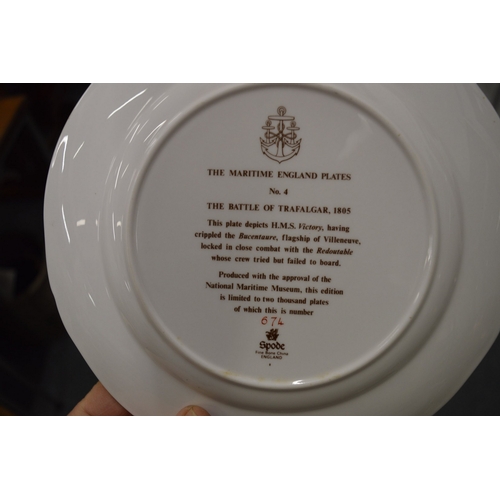 THE MARITIME ENGLAND PLATES
No. 4
THE BATTLE OF TRAFALGAR, 1805
This plate depicts H.M.S. Victory, having
crippled the Bucentaure, flagship of Villeneuve,
locked in close combat with the Redoutable
whose crew tried but failed to board.
Produced with the approval of the
National Maritime Museum, this edition
is limited to two thousand plates
of which this is number
674
Spode
Fine Bone China
ENGLAND